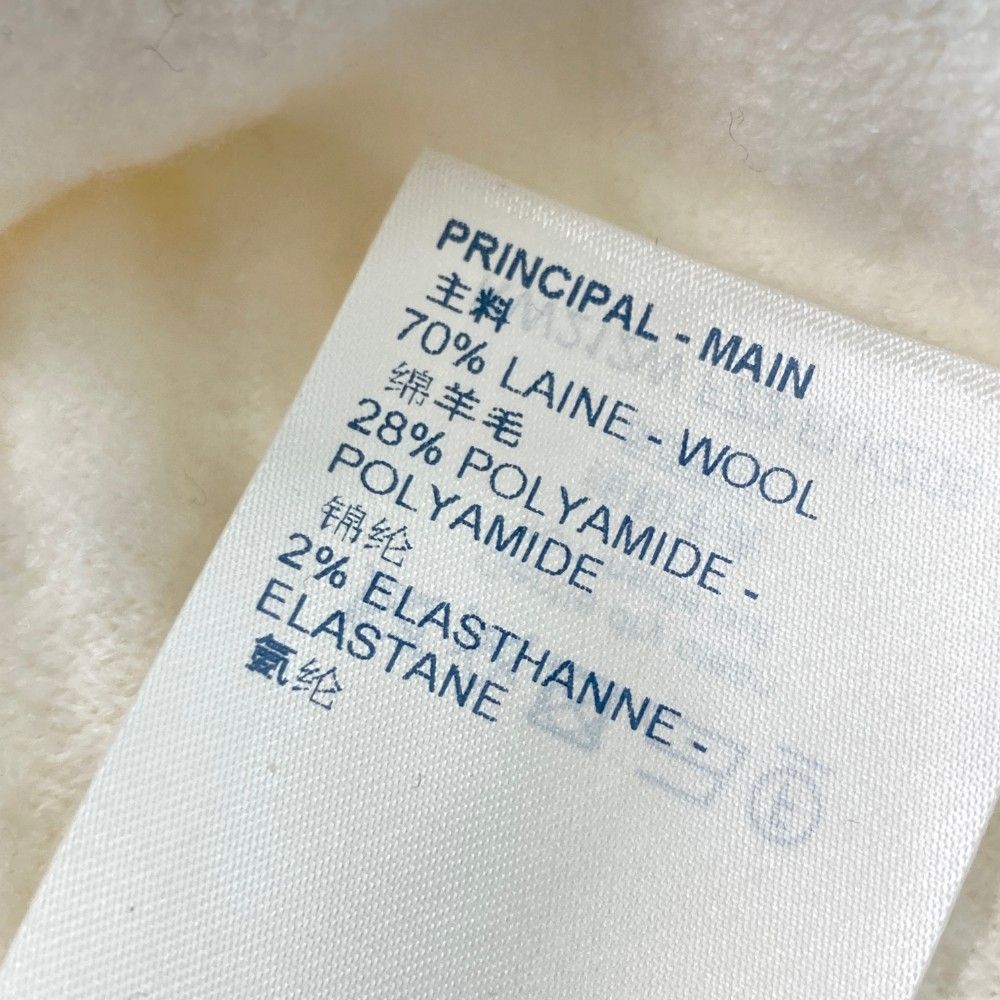 PRINCIPAL - MAIN
主料
70% LAINE - WOOL
绵羊毛
28% POLYAMIDE -
POLYAMIDE
锦纶
2% ELASTHANNE -
ELASTANE
氨纶